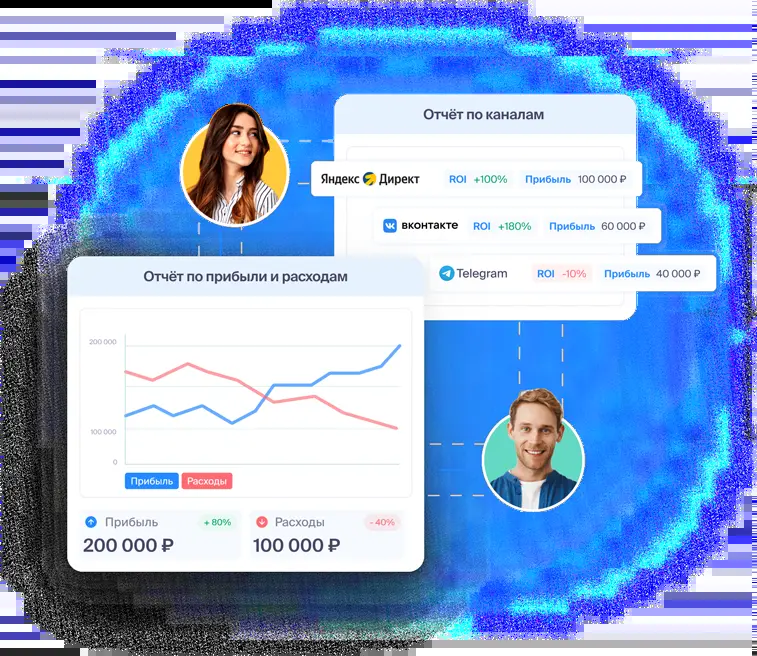 Отчёт по каналам
Яндекс Директ ROI +100% Прибыль 100 000 ₽
вконтакте ROI +180% Прибыль 60 000 ₽
Telegram ROI -10% Прибыль 40 000 ₽
Отчёт по прибыли и расходам
200 000
100 000
0
Прибыль Расходы
Прибыль + 80% Расходы - 40%
200 000 ₽ 100 000 ₽